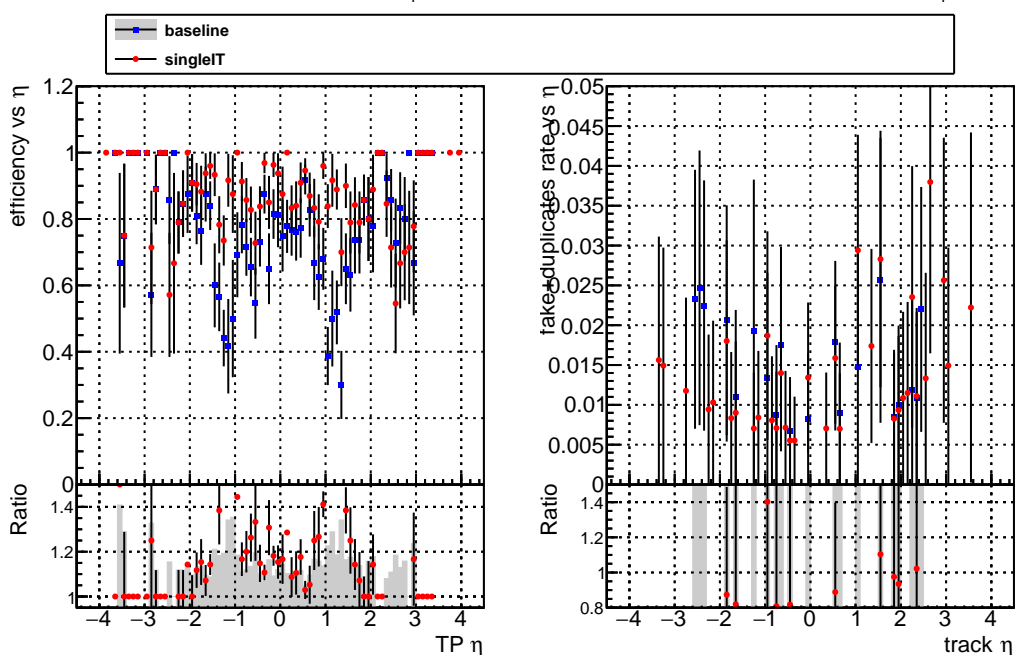 baseline
singleIT
efficiency vs η
1.2
1
0.8
0.6
0.4
0.2
0
Ratio
1.4
1.2
1
−4 −3 −2 −1 0 1 2 3 4
TP η
fake+duplicates rate vs η
0.05
0.045
0.04
0.035
0.03
0.025
0.02
0.015
0.01
0.005
0
Ratio
1.4
1.2
1
0.8
−4 −3 −2 −1 0 1 2 3 4
track η